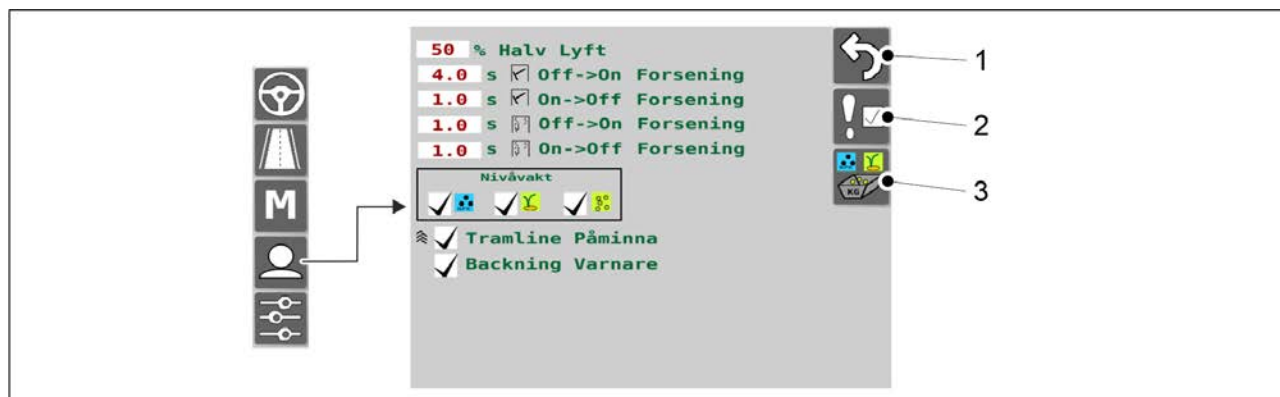 50 % Halv Lyft
4.0 s Off->On Forsening
1.0 s On->Off Forsening
1.0 s Off->On Forsening
1.0 s On->Off Forsening
Nivåvakt
Tramline Påminna
Backning Varnare
M
KG
1
2
3